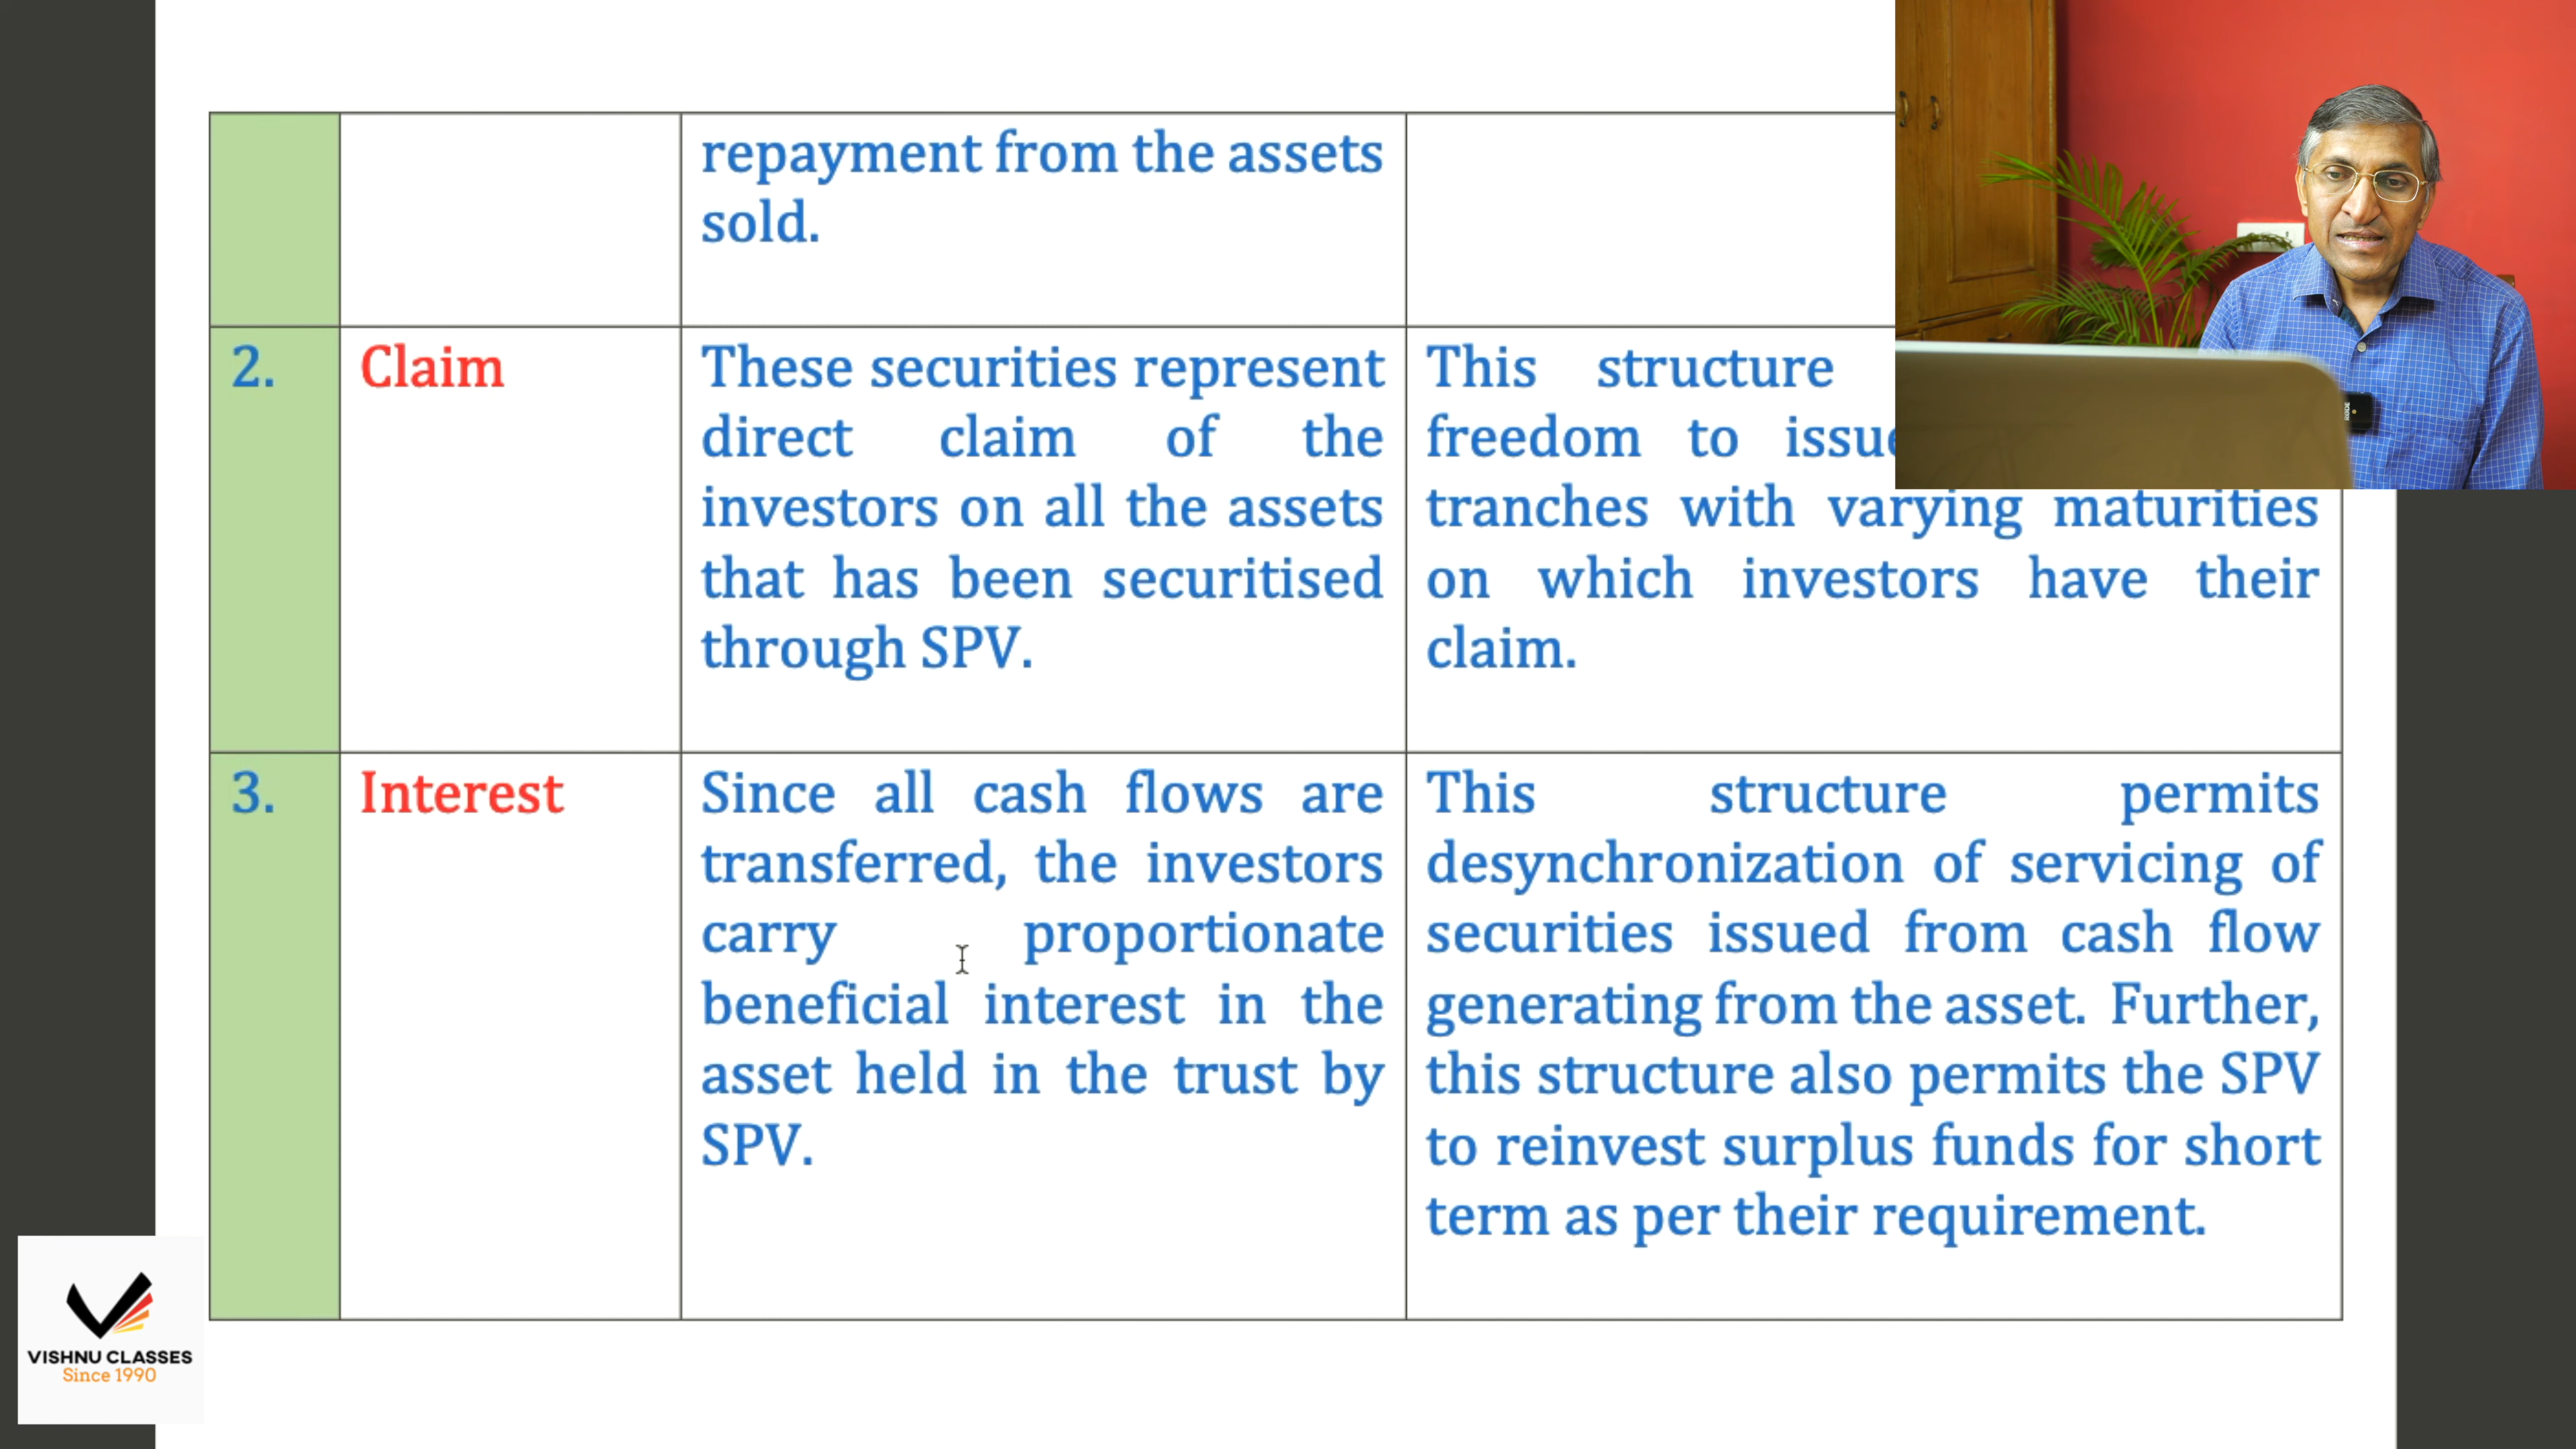 repayment from the assets
sold.
2.
Claim
These securities represent
direct claim of the
investors on all the assets
that has been securitised
through SPV.
This structure
freedom to issue
tranches with varying maturities
on which investors have their
claim.
3.
Interest
Since all cash flows are
transferred, the investors
carry proportionate
beneficial interest in the
asset held in the trust by
SPV.
This structure permits
desynchronization of servicing of
securities issued from cash flow
generating from the asset. Further,
this structure also permits the SPV
to reinvest surplus funds for short
term as per their requirement.
VISHNU CLASSES
Since 1990